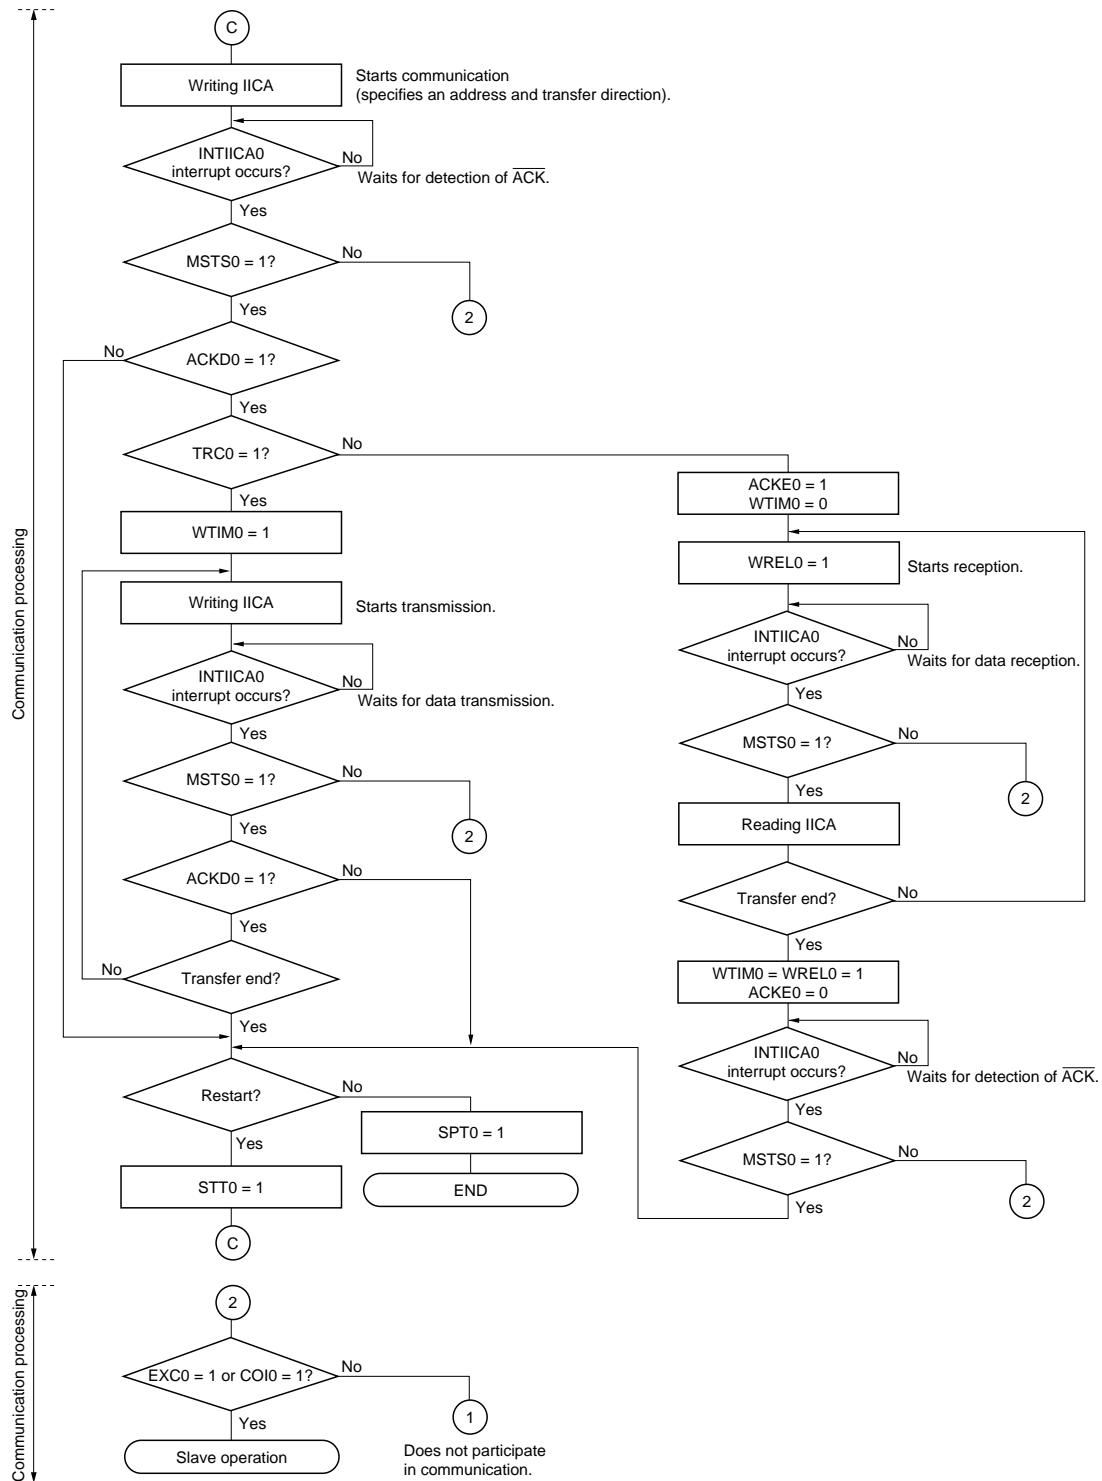 C
Writing IICA
Starts communication
(specifies an address and transfer direction).
INTIICA0
interrupt occurs?
No
Waits for detection of ACK.
Yes
MSTS0 = 1?
No
2
Yes
No
ACKD0 = 1?
Yes
TRC0 = 1?
No
Yes
WTIM0 = 1
Writing IICA
Starts transmission.
INTIICA0
interrupt occurs?
No
Waits for data transmission.
Yes
MSTS0 = 1?
No
2
Yes
ACKD0 = 1?
No
Yes
No
Transfer end?
Yes
Restart?
No
SPT0 = 1
END
Yes
STT0 = 1
C
ACKE0 = 1
WTIM0 = 0
WREL0 = 1
Starts reception.
INTIICA0
interrupt occurs?
No
Waits for data reception.
Yes
MSTS0 = 1?
No
2
Yes
Reading IICA
Transfer end?
No
Yes
WTIM0 = WREL0 = 1
ACKE0 = 0
INTIICA0
interrupt occurs?
No
Waits for detection of ACK.
Yes
MSTS0 = 1?
No
2
Yes
Communication processing
2
EXC0 = 1 or COI0 = 1?
No
1
Does not participate
in communication.
Yes
Slave operation
Communication processing